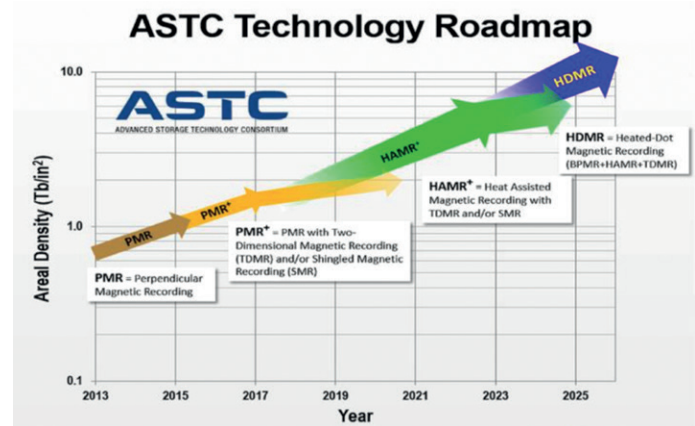 ASTC Technology Roadmap
10.0
1.0
0.1
Areal Density (Tb/in²)
ASTC
ADVANCED STORAGE TECHNOLOGY CONSORTIUM
HDMR
HAMR⁺
PMR⁺
PMR
HDMR = Heated-Dot
Magnetic Recording
(BPMR+HAMR+TDMR)
HAMR⁺ = Heat Assisted
Magnetic Recording with
TDMR and/or SMR
PMR⁺ = PMR with Two-
Dimensional Magnetic Recording
(TDMR) and/or Shingled Magnetic
Recording (SMR)
PMR = Perpendicular
Magnetic Recording
2013 2015 2017 2019 2021 2023 2025
Year